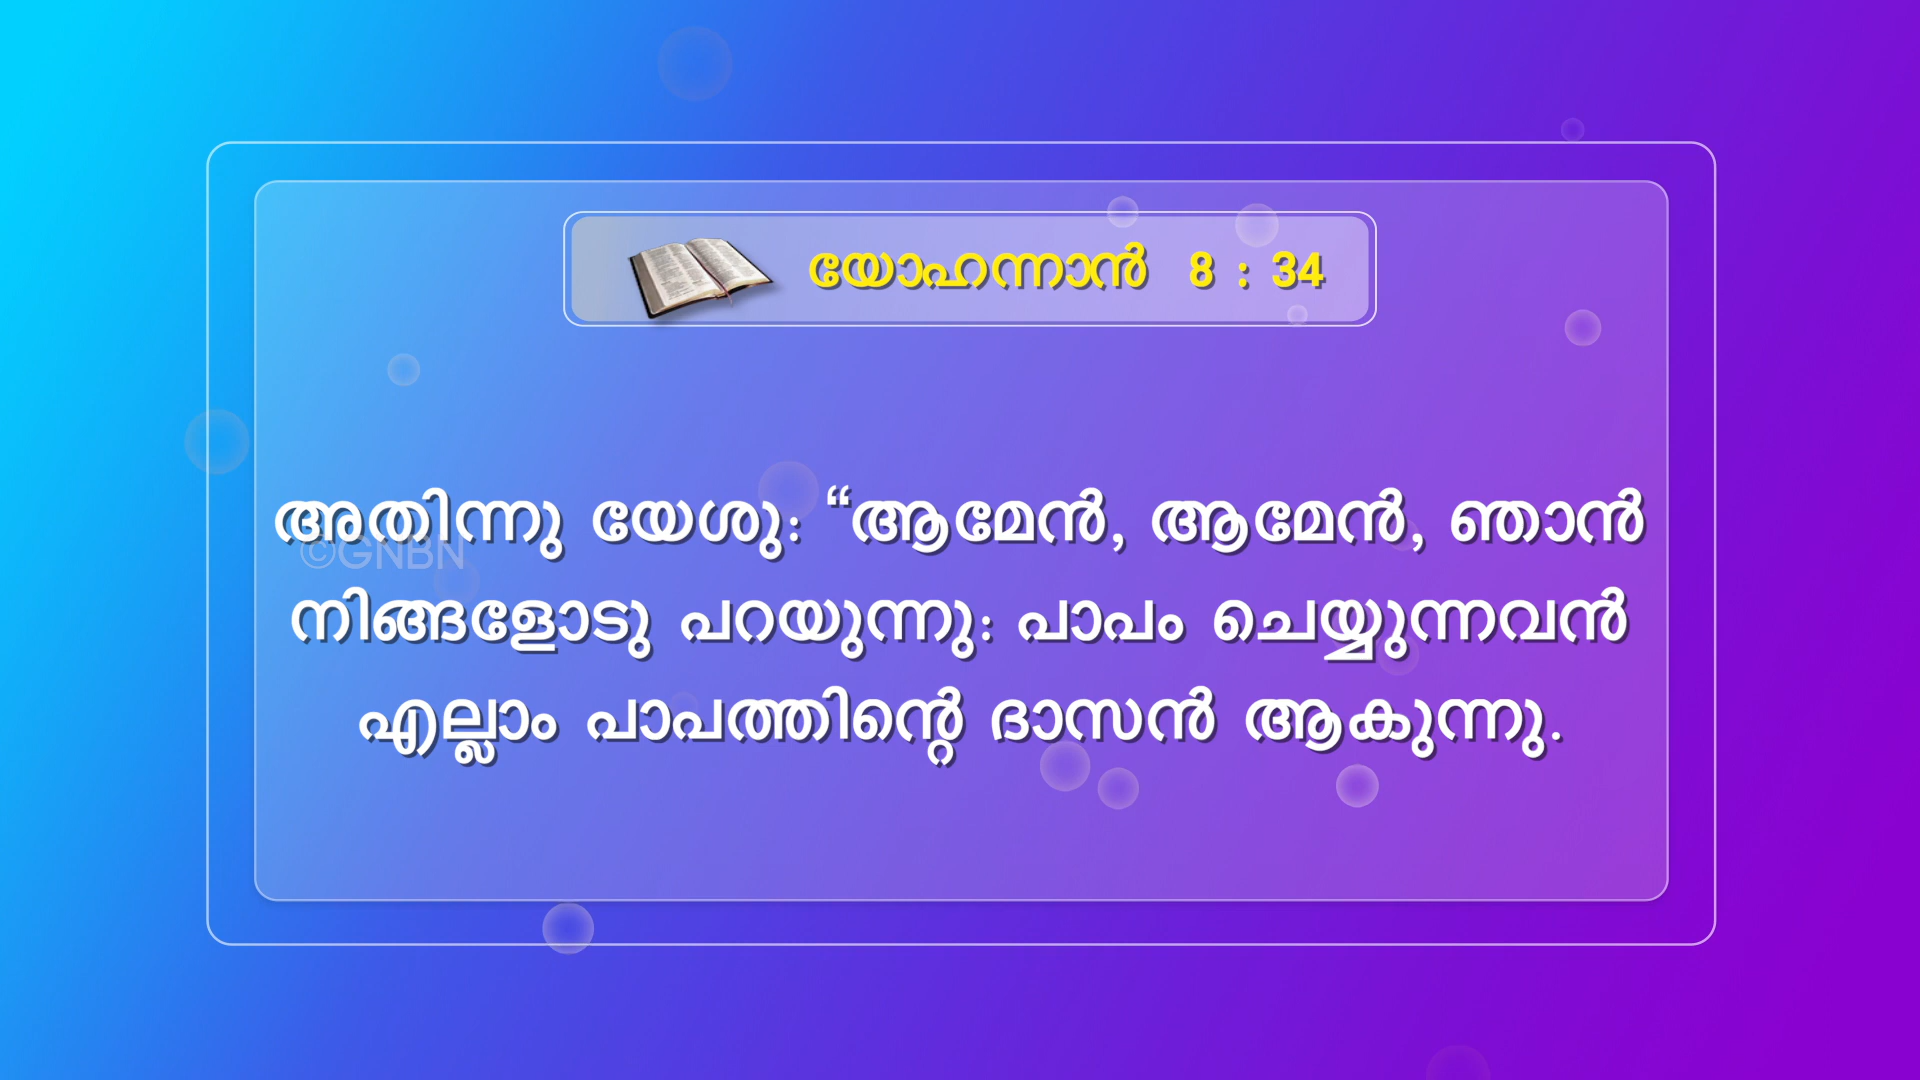 യോഹന്നാൻ 8 : 34
അതിന്നു യേശു: “ആമേൻ, ആമേൻ, ഞാൻ
©GNBN
നിങ്ങളോടു പറയുന്നു: പാപം ചെയ്യുന്നവൻ
എല്ലാം പാപത്തിന്റെ ദാസൻ ആകുന്നു.